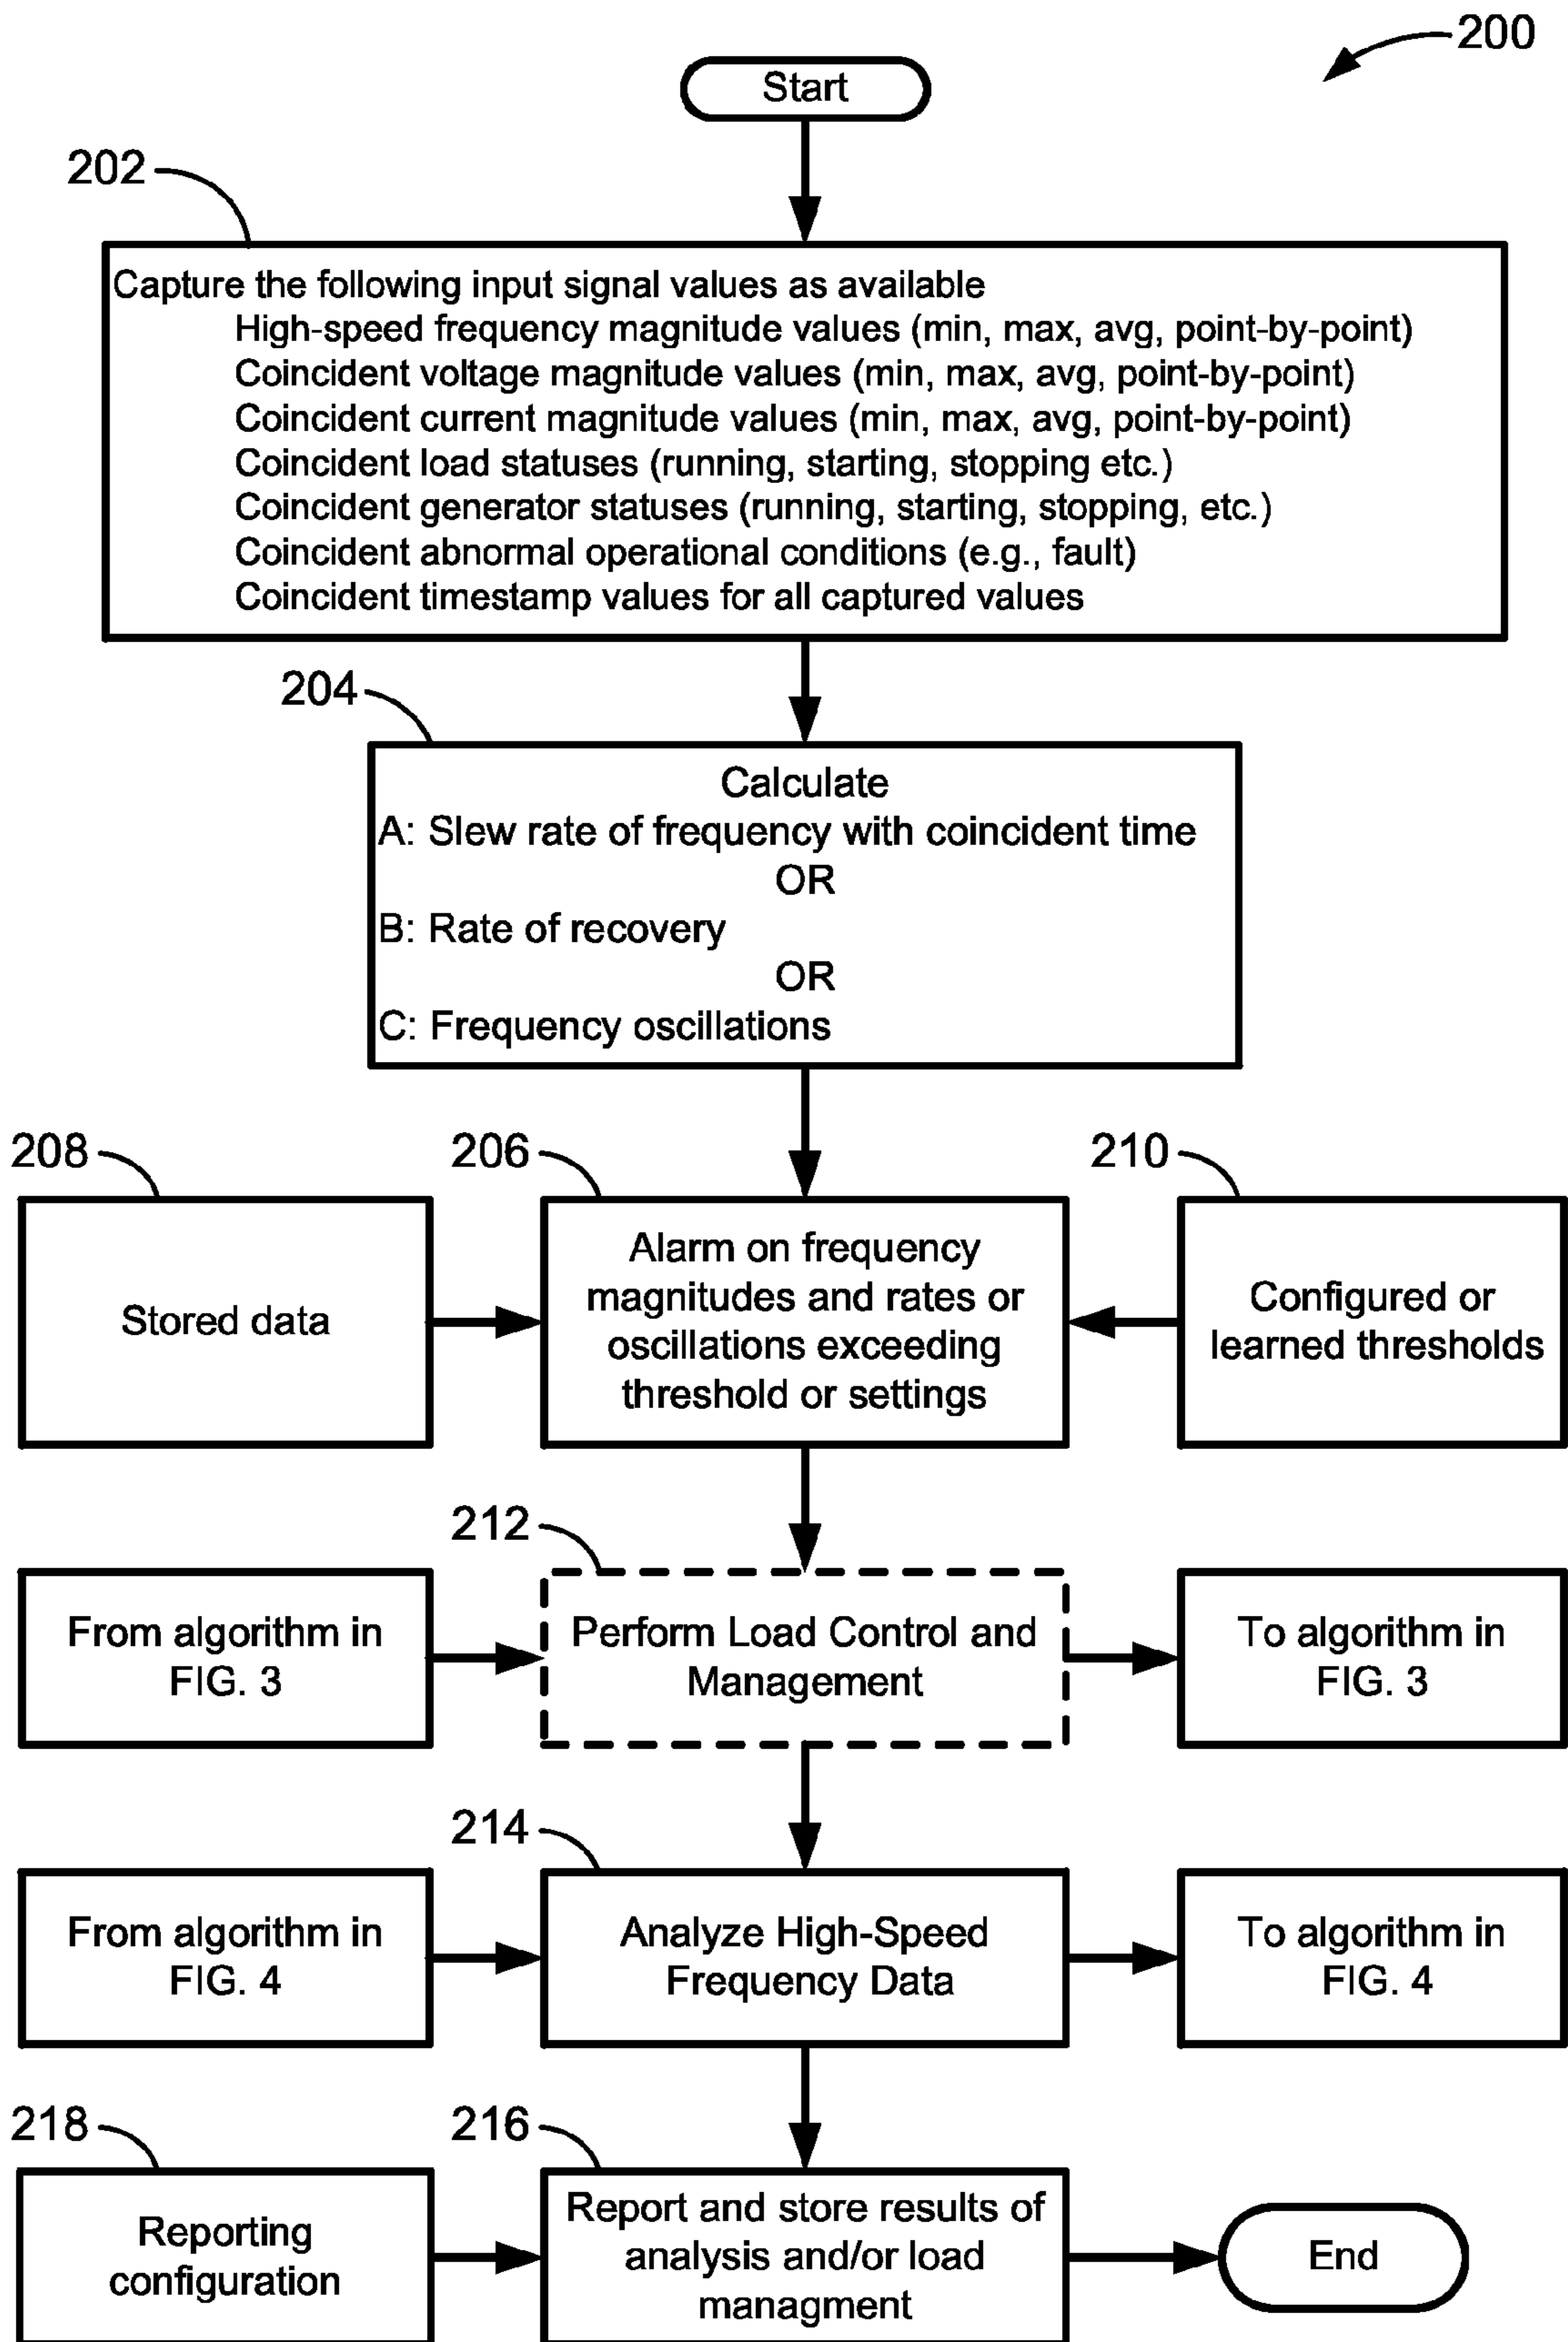 200
Start
202
Capture the following input signal values as available
High-speed frequency magnitude values (min, max, avg, point-by-point)
Coincident voltage magnitude values (min, max, avg, point-by-point)
Coincident current magnitude values (min, max, avg, point-by-point)
Coincident load statuses (running, starting, stopping etc.)
Coincident generator statuses (running, starting, stopping, etc.)
Coincident abnormal operational conditions (e.g., fault)
Coincident timestamp values for all captured values
204
Calculate
A: Slew rate of frequency with coincident time
OR
B: Rate of recovery
OR
C: Frequency oscillations
208
Stored data
206
Alarm on frequency
magnitudes and rates or
oscillations exceeding
threshold or settings
210
Configured or
learned thresholds
212
From algorithm in
FIG. 3
Perform Load Control and
Management
To algorithm in
FIG. 3
214
From algorithm in
FIG. 4
Analyze High-Speed
Frequency Data
To algorithm in
FIG. 4
218
Reporting
configuration
216
Report and store results of
analysis and/or load
managment
End